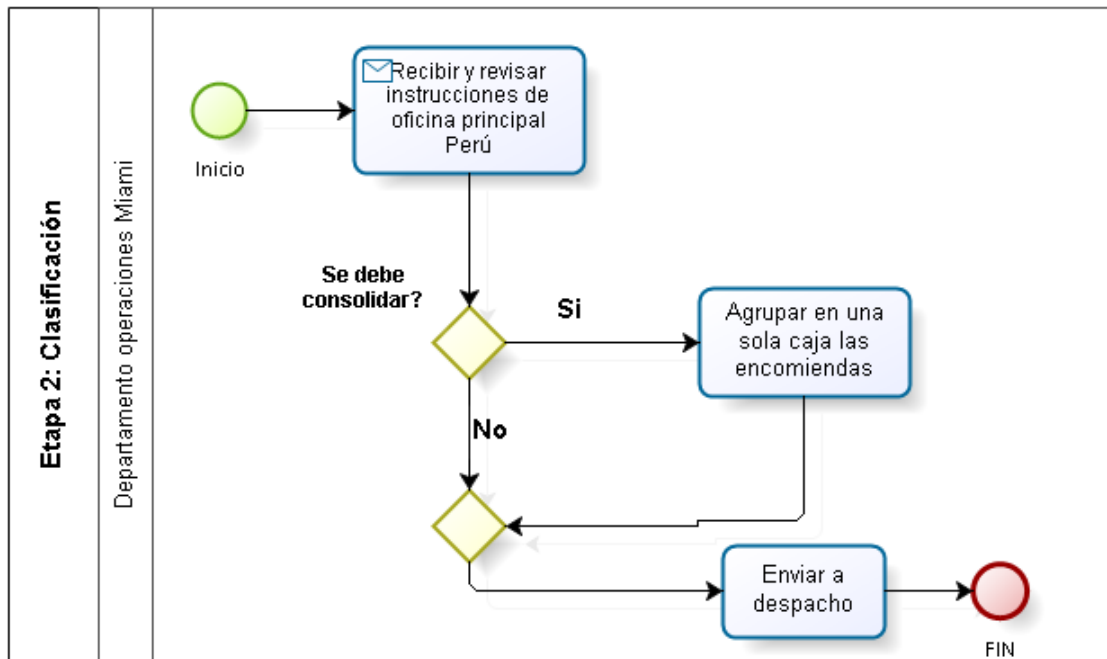 Etapa 2: Clasificación
Departamento operaciones Miami
Inicio
Recibir y revisar
instrucciones de
oficina principal
Perú
Se debe
consolidar?
Si
Agrupar en una
sola caja las
encomiendas
No
Enviar a
despacho
FIN